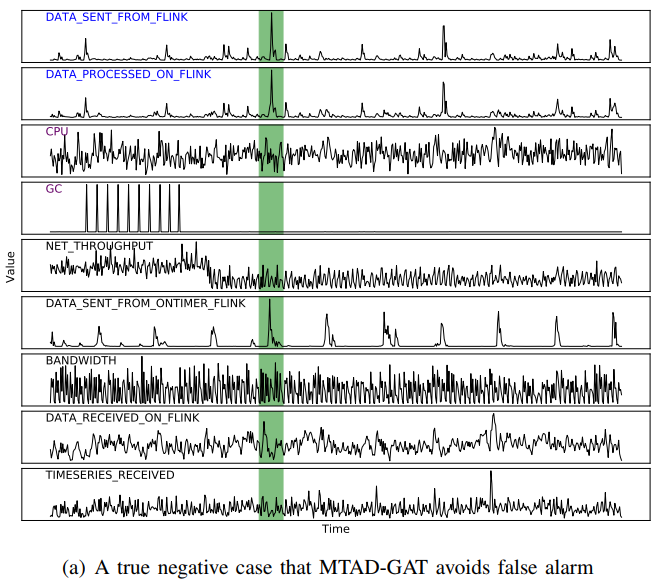 DATA_SENT_FROM_FLINK
DATA_PROCESSED_ON_FLINK
CPU
GC
NET_THROUGHPUT
DATA_SENT_FROM_ONTIMER_FLINK
BANDWIDTH
DATA_RECEIVED_ON_FLINK
TIMESERIES_RECEIVED
Value
Time
(a) A true negative case that MTAD-GAT avoids false alarm